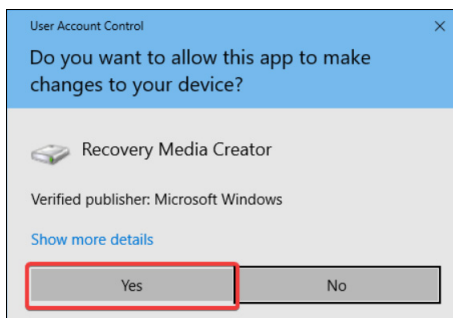 User Account Control
Do you want to allow this app to make
changes to your device?
Recovery Media Creator
Verified publisher: Microsoft Windows
Show more details
Yes
No